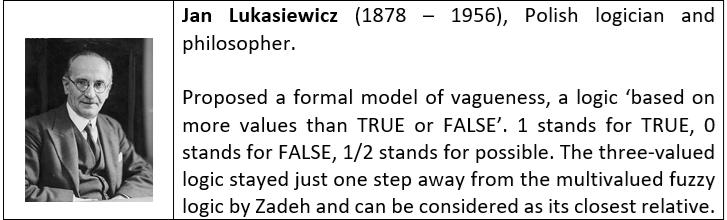 Jan Lukasiewicz (1878 – 1956), Polish logician and
philosopher.
Proposed a formal model of vagueness, a logic ‘based on
more values than TRUE or FALSE’. 1 stands for TRUE, 0
stands for FALSE, 1/2 stands for possible. The three-valued
logic stayed just one step away from the multivalued fuzzy
logic by Zadeh and can be considered as its closest relative.